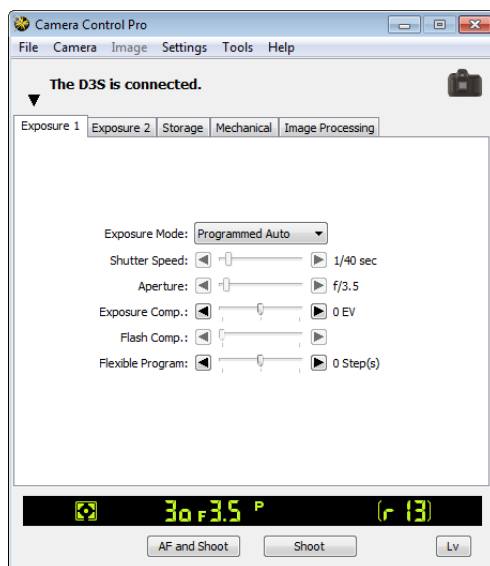 Camera Control Pro
File Camera Image Settings Tools Help
The D3S is connected.
Exposure 1 Exposure 2 Storage Mechanical Image Processing
Exposure Mode: Programmed Auto
Shutter Speed: 1/40 sec
Aperture: f/3.5
Exposure Comp.: 0 EV
Flash Comp.:
Flexible Program: 0 Step(s)
30 F3.5 P (r 13)
AF and Shoot Shoot Lv